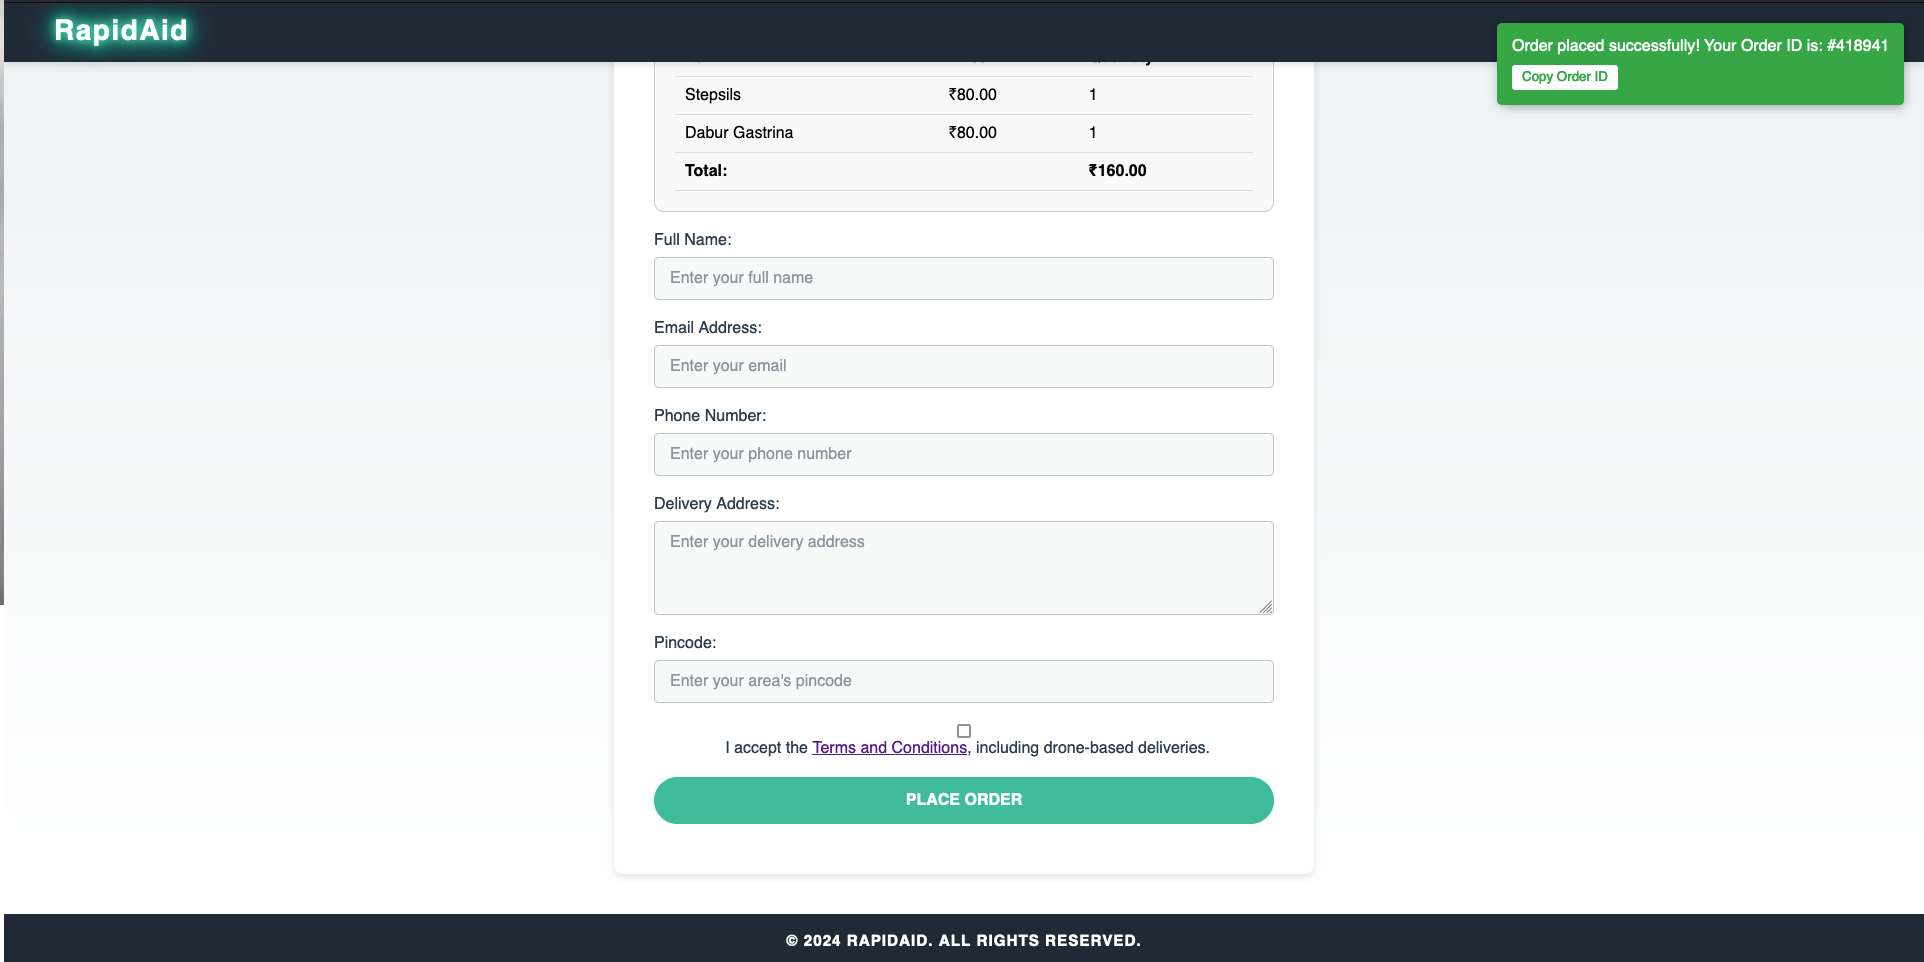 RapidAid
Order placed successfully! Your Order ID is: #418941
Copy Order ID
Stepsils ₹80.00 1
Dabur Gastrina ₹80.00 1
Total: ₹160.00
Full Name:
Enter your full name
Email Address:
Enter your email
Phone Number:
Enter your phone number
Delivery Address:
Enter your delivery address
Pincode:
Enter your area's pincode
I accept the Terms and Conditions, including drone-based deliveries.
PLACE ORDER
© 2024 RAPIDAID. ALL RIGHTS RESERVED.